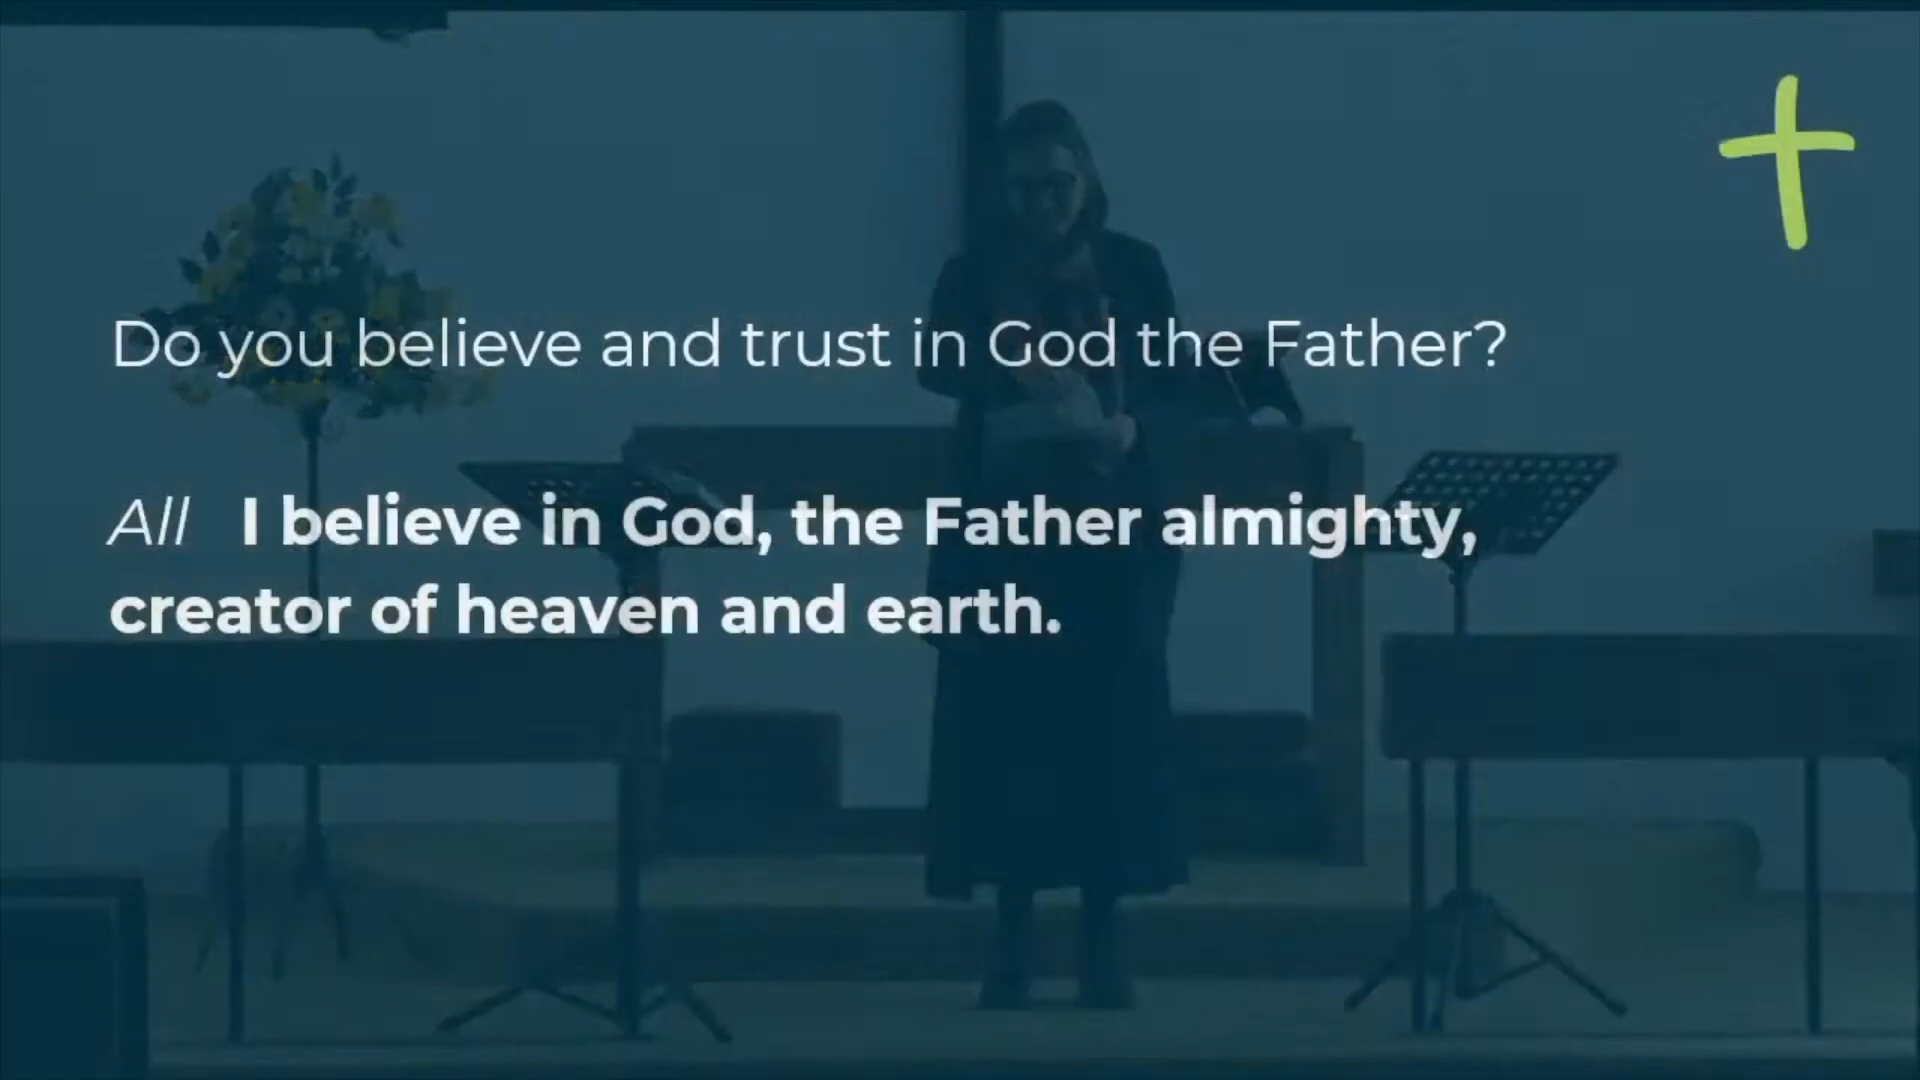 Do you believe and trust in God the Father?
All I believe in God, the Father almighty,
creator of heaven and earth.